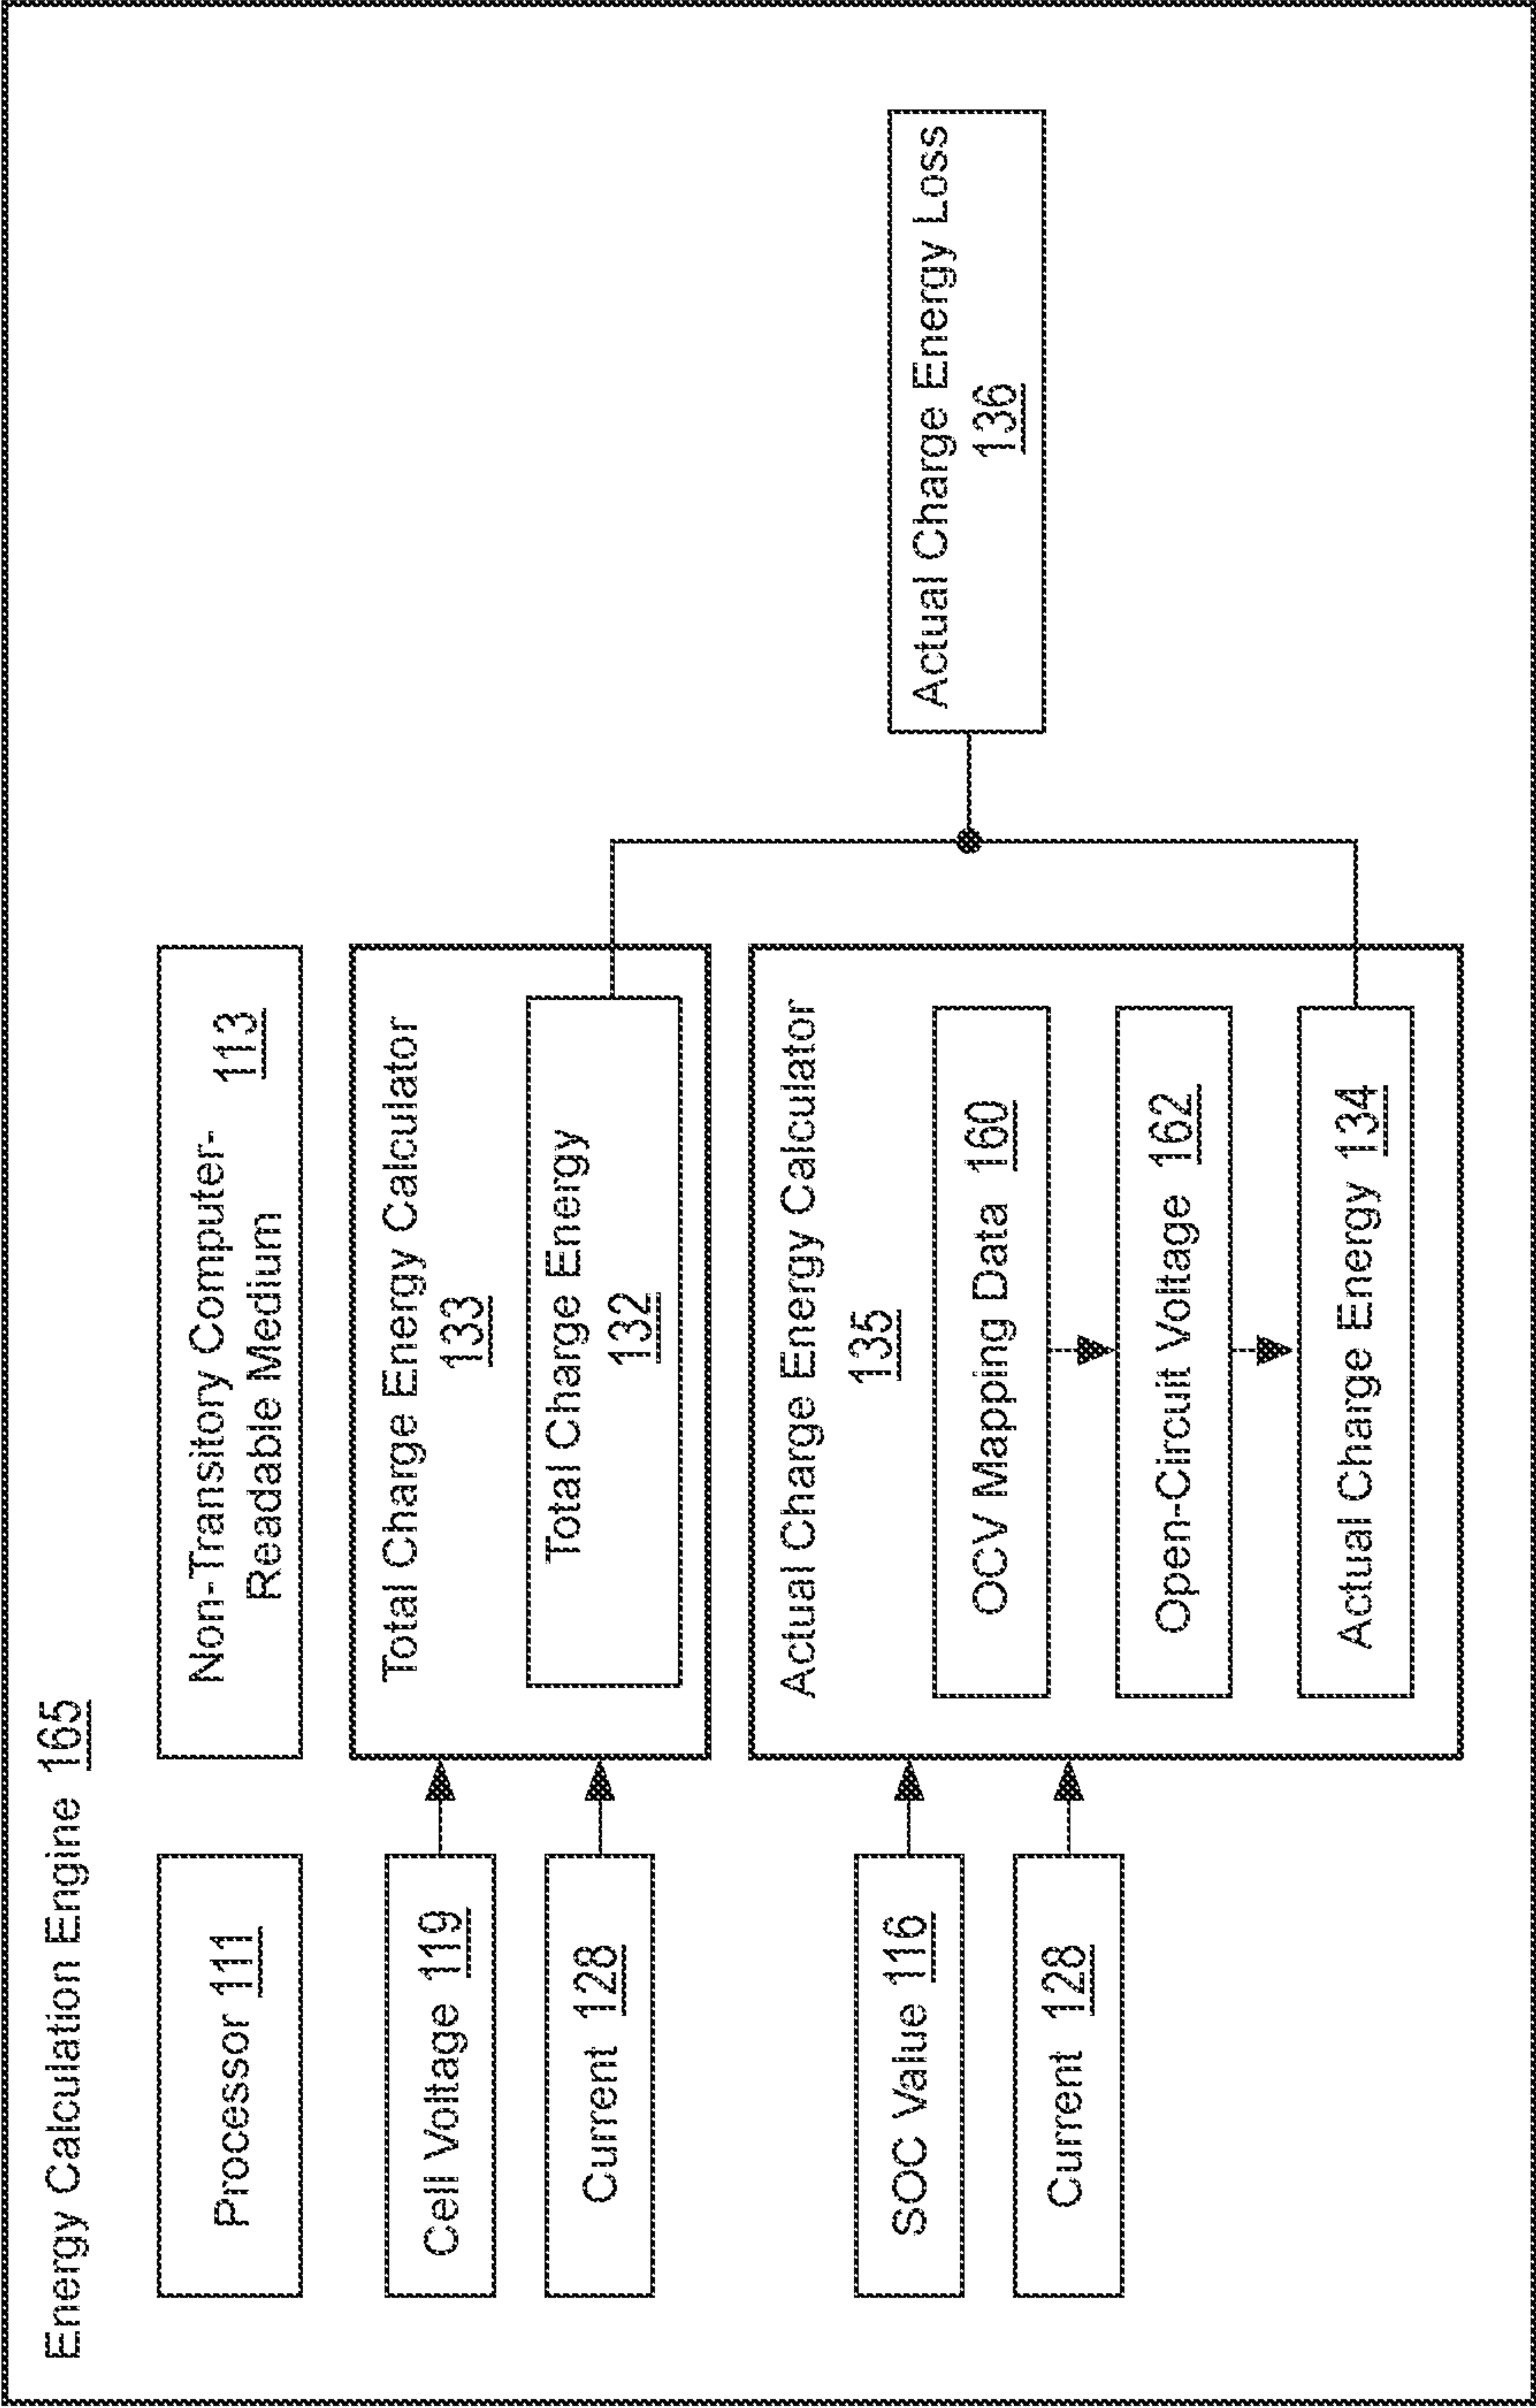 Energy Calculation Engine 165
Processor 111
Non-Transitory Computer-
Readable Medium 113
Cell Voltage 119
Current 128
Total Charge Energy Calculator
133
Total Charge Energy
132
SOC Value 116
Current 128
Actual Charge Energy Calculator
135
OCV Mapping Data 160
Open-Circuit Voltage 162
Actual Charge Energy 134
Actual Charge Energy Loss
136